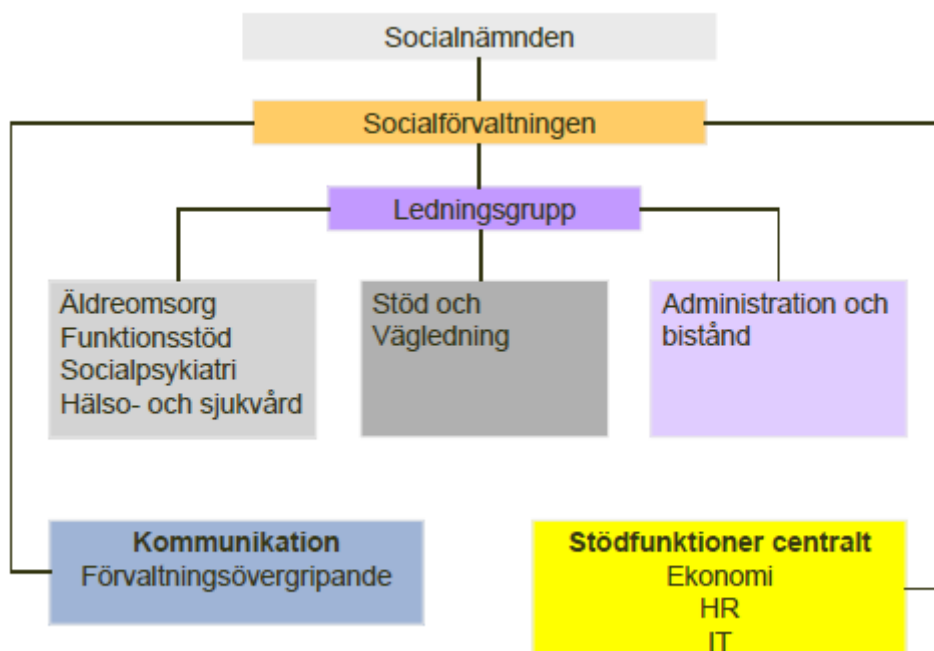 Socialnämnden
Socialförvaltningen
Ledningsgrupp
Äldreomsorg
Funktionsstöd
Socialpsykiatri
Hälso- och sjukvård
Stöd och
Vägledning
Administration och
bistånd
Kommunikation
Förvaltningsövergripande
Stödfunktioner centralt
Ekonomi
HR
IT